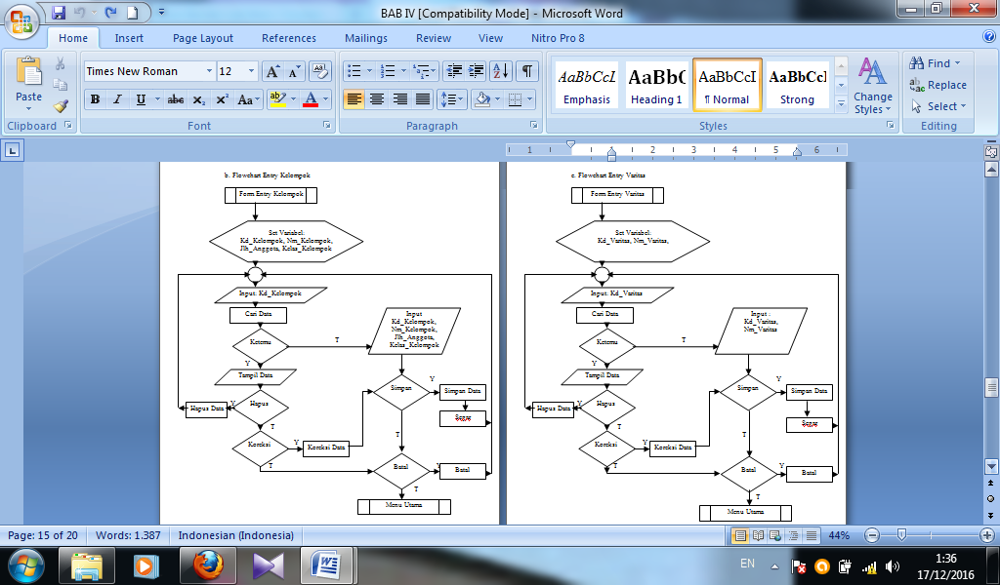 BAB IV [Compatibility Mode] - Microsoft Word
Home Insert Page Layout References Mailings Review View Nitro Pro 8
Paste
Clipboard
Times New Roman 12
Font
Paragraph
AaBbCcI AaBbC AaBbCcI AaBbCcl
Emphasis Heading 1 ¶ Normal Strong
Change Styles
Styles
Find
Replace
Select
Editing
1 1 2 3 4 5 6
b. Flowchart Entry Kelompok
Form Entry Kelompok
Set Variabel:
Kd_Kelompok, Nm_Kelompok,
Jlh_Anggota, Kelas_Kelompok
Input: Kd_Kelompok
Cari Data
Input
Kd_Kelompok,
Nm_Kelompok,
Jlh_Anggota,
Kelas_Kelompok
Ketemu
T
Y
Tampil Data
Simpan
Y
Simpan Data
Hapus Data
Y
Hapus
Segar
T
T
Koreksi
Y
Koreksi Data
T
Batal
Y
Batal
T
Menu Utama
c. Flowchart Entry Varitas
Form Entry Varitas
Set Variabel:
Kd_Varitas, Nm_Varitas,
Input: Kd_Varitas
Cari Data
Input :
Kd_Varitas,
Nm_Varitas
Ketemu
T
Y
Tampil Data
Simpan
Y
Simpan Data
Hapus Data
Y
Hapus
Segar
T
T
Koreksi
Y
Koreksi Data
T
Batal
Y
Batal
T
Menu Utama
Page: 15 of 20 Words: 1.387 Indonesian (Indonesia) 44%
EN
1:36
17/12/2016